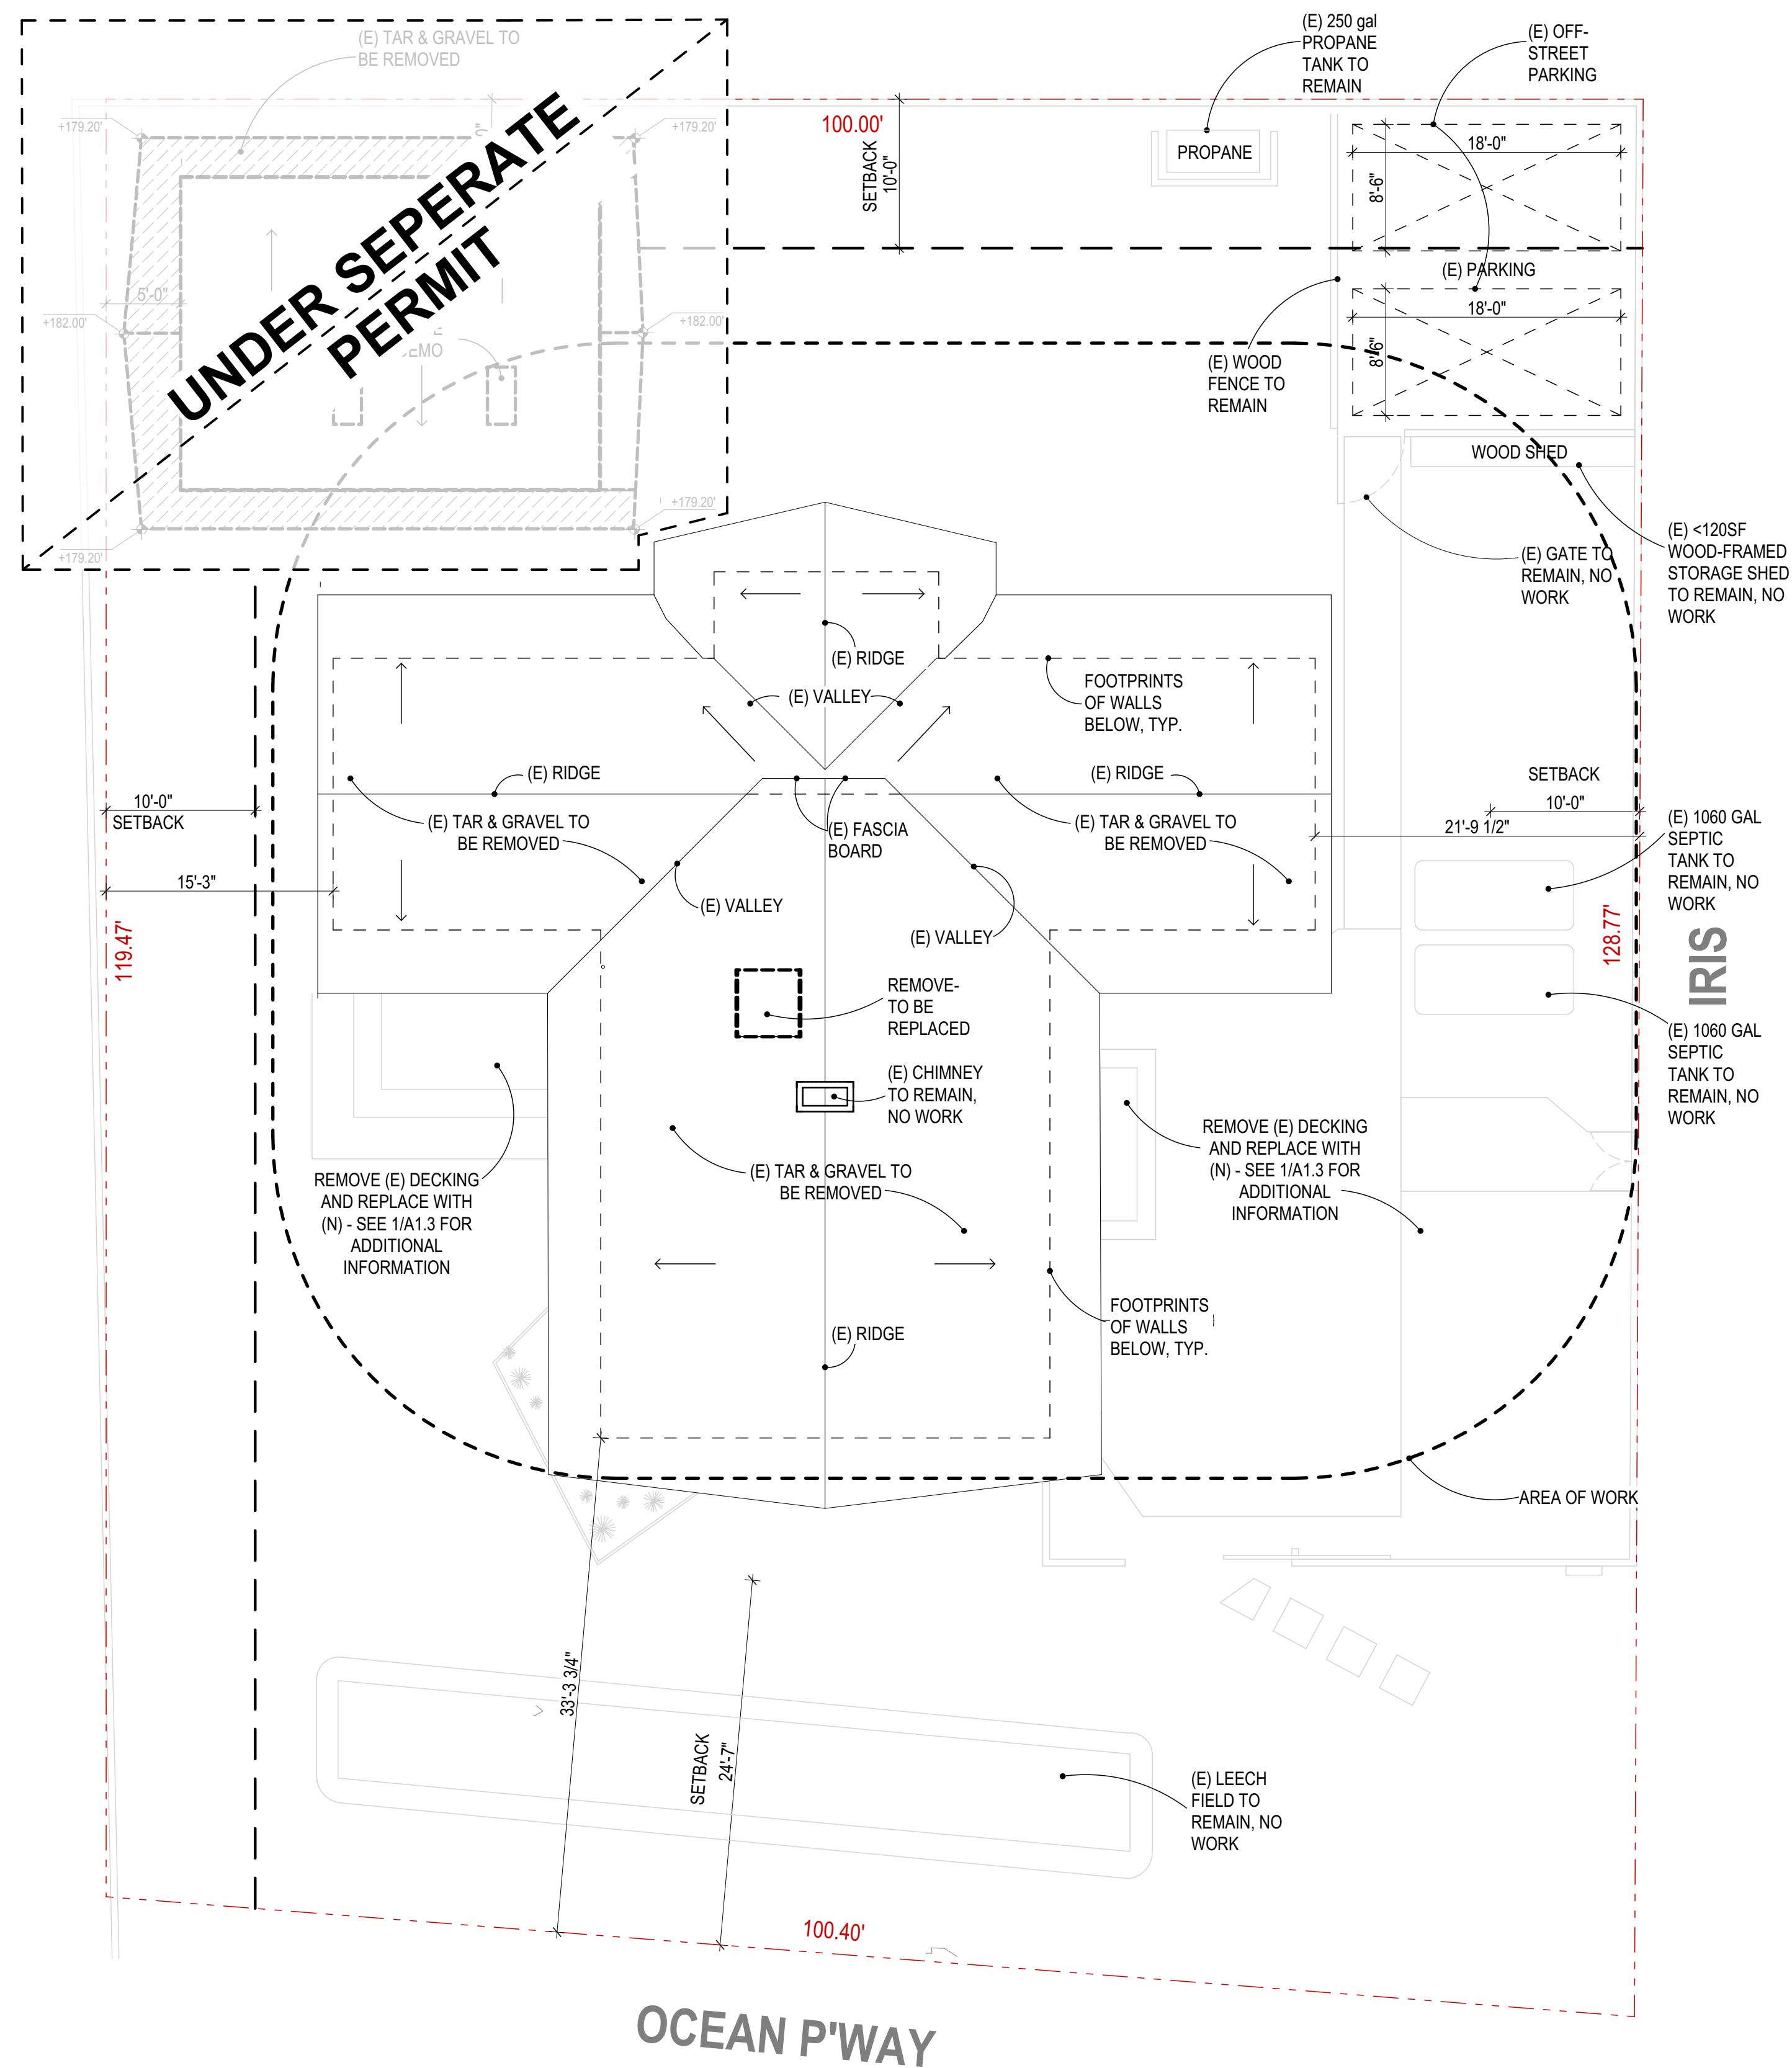 (E) TAR & GRAVEL TO
BE REMOVED
UNDER SEPERATE
PERMIT
+179.20'
+179.20'
5'-0"
+182.00'
+182.00'
+179.20'
+179.20'
100.00'
SETBACK
10'-0"
(E) 250 gal
PROPANE
TANK TO
REMAIN
PROPANE
(E) OFF-
STREET
PARKING
18'-0"
8'-6"
(E) PARKING
18'-0"
8'-6"
(E) WOOD
FENCE TO
REMAIN
WOOD SHED
(E) GATE TO
REMAIN, NO
WORK
(E) <120SF
WOOD-FRAMED
STORAGE SHED
TO REMAIN, NO
WORK
(E) RIDGE
(E) VALLEY
FOOTPRINTS
OF WALLS
BELOW, TYP.
(E) RIDGE
(E) RIDGE
SETBACK
10'-0"
10'-0"
SETBACK
21'-9 1/2"
(E) TAR & GRAVEL TO
BE REMOVED
(E) FASCIA
BOARD
(E) TAR & GRAVEL TO
BE REMOVED
(E) 1060 GAL
SEPTIC
TANK TO
REMAIN, NO
WORK
15'-3"
(E) VALLEY
(E) VALLEY
119.47'
128.77'
IRIS
REMOVE-
TO BE
REPLACED
(E) 1060 GAL
SEPTIC
TANK TO
REMAIN, NO
WORK
(E) CHIMNEY
TO REMAIN,
NO WORK
REMOVE (E) DECKING
AND REPLACE WITH
(N) - SEE 1/A1.3 FOR
ADDITIONAL
INFORMATION
(E) TAR & GRAVEL TO
BE REMOVED
REMOVE (E) DECKING
AND REPLACE WITH
(N) - SEE 1/A1.3 FOR
ADDITIONAL
INFORMATION
FOOTPRINTS
OF WALLS
BELOW, TYP.
(E) RIDGE
AREA OF WORK
33'-3 3/4"
SETBACK
24'-7"
(E) LEECH
FIELD TO
REMAIN, NO
WORK
100.40'
OCEAN P'WAY